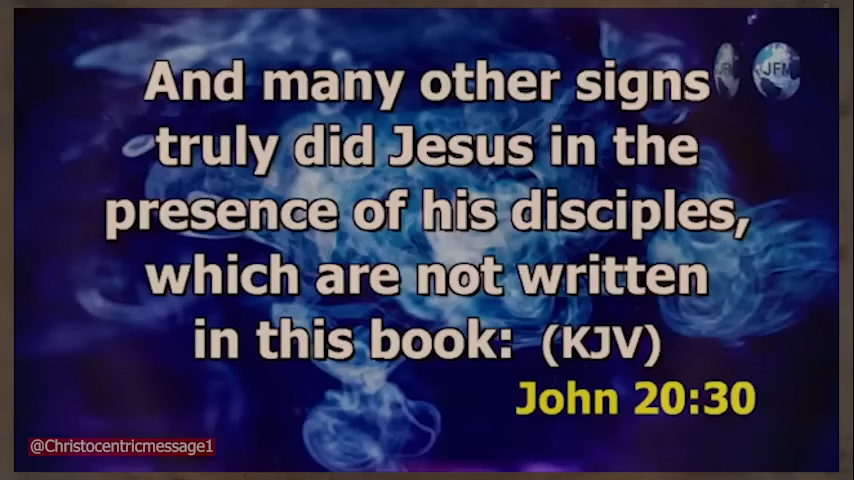 And many other signs
truly did Jesus in the
presence of his disciples,
which are not written
in this book: (KJV)
John 20:30
JFM
@Christocentricmessage1